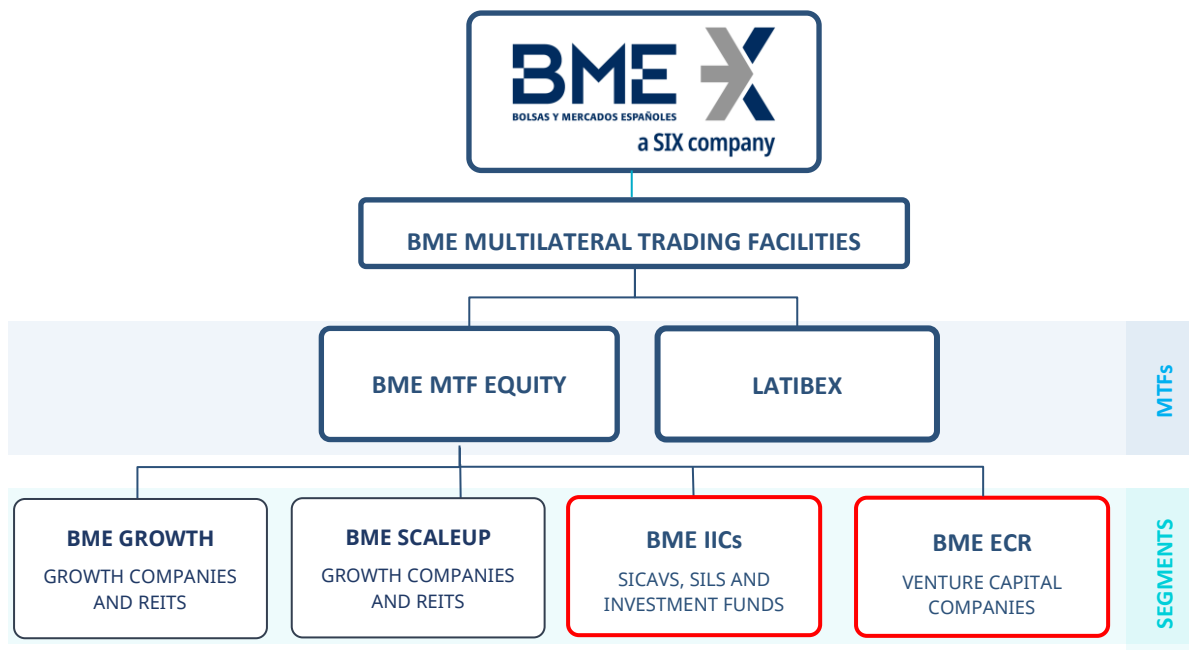 BME
BOLSAS Y MERCADOS ESPAÑOLES
a SIX company
BME MULTILATERAL TRADING FACILITIES
BME MTF EQUITY
LATIBEX
MTFs
BME GROWTH
GROWTH COMPANIES
AND REITS
BME SCALEUP
GROWTH COMPANIES
AND REITS
BME IICs
SICAVS, SILS AND
INVESTMENT FUNDS
BME ECR
VENTURE CAPITAL
COMPANIES
SEGMENTS